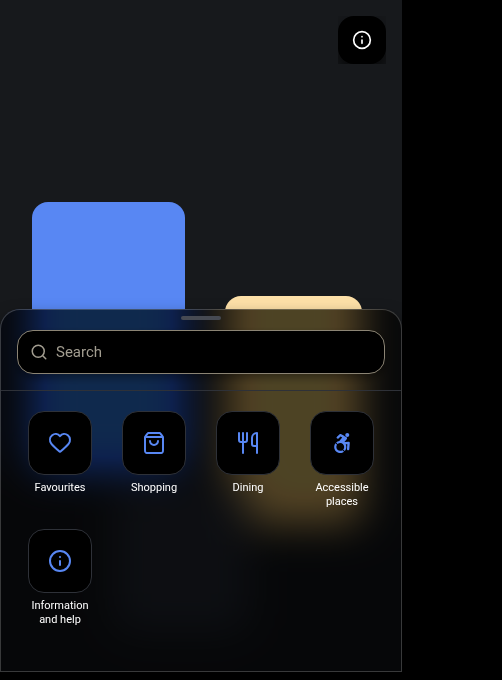 Search
Favourites
Shopping
Dining
Accessible
places
Information
and help